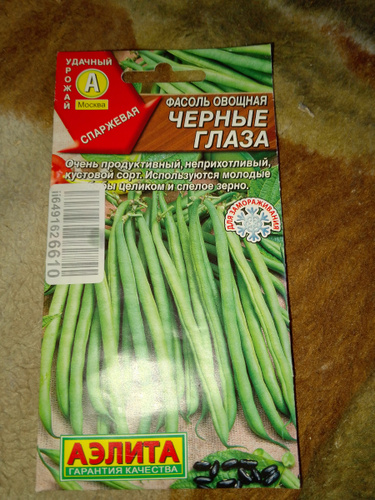 УДАЧНЫЙ
УРОЖАЙ
А
Москва
СПАРЖЕВАЯ
ФАСОЛЬ ОВОЩНАЯ
ЧЕРНЫЕ
ГЛАЗА
Очень продуктивный, неприхотливый,
кустовой сорт. Используются молодые
бы целиком и спелое зерно.
ДЛЯ ЗАМОРАЖИВАНИЯ
АЭЛИТА
ГАРАНТИЯ КАЧЕСТВА